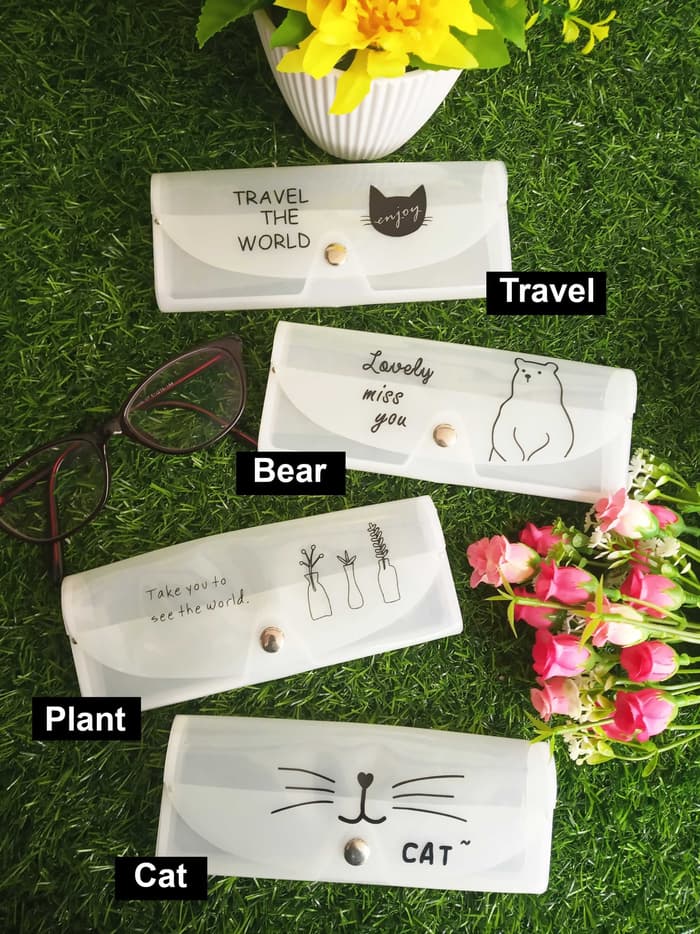 TRAVEL
THE
WORLD
enjoy
Travel
Lovely
miss
you
Bear
Take you to
see the world.
Plant
CAT~
Cat